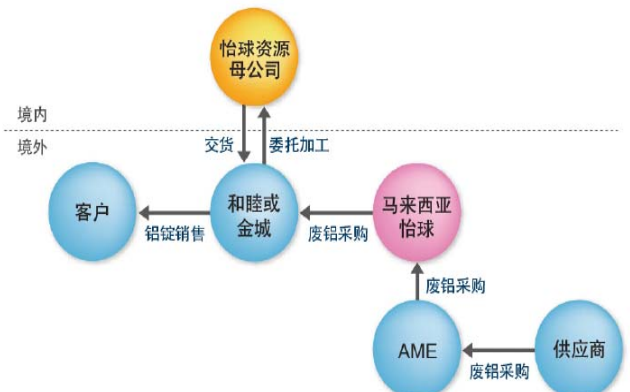 怡球资源
母公司
境内
境外
交货
委托加工
客户
铝锭销售
和睦或
金城
废铝采购
马来西亚
怡球
废铝采购
AME
废铝采购
供应商